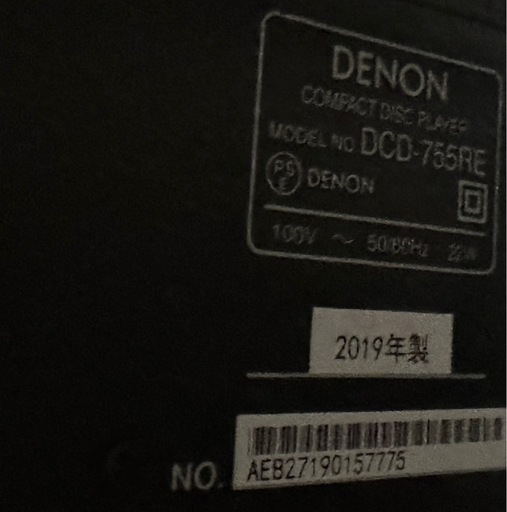 DENON
COMPACT DISC PLAYER
MODEL NO DCD-755RE
PS
E
DENON
100V ～ 50/60Hz 22W
2019年製
NO. AEB27190157775